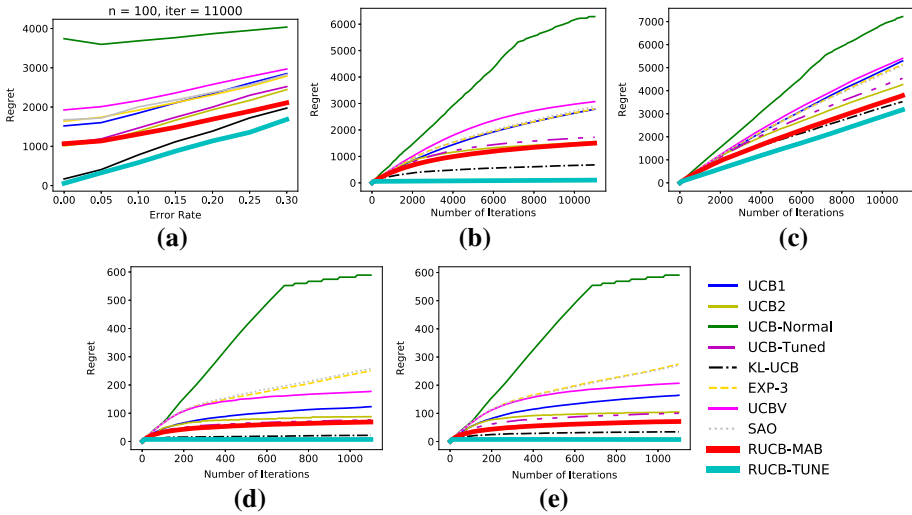 n = 100, iter = 11000
4000
3000
2000
1000
0
Regret
0.00 0.05 0.10 0.15 0.20 0.25 0.30
Error Rate
(a)
6000
5000
4000
3000
2000
1000
0
Regret
0 2000 4000 6000 8000 10000
Number of Iterations
(b)
7000
6000
5000
4000
3000
2000
1000
0
Regret
0 2000 4000 6000 8000 10000
Number of Iterations
(c)
600
500
400
300
200
100
0
Regret
0 200 400 600 800 1000
Number of Iterations
(d)
600
500
400
300
200
100
0
Regret
0 200 400 600 800 1000
Number of Iterations
(e)
UCB1
UCB2
UCB-Normal
UCB-Tuned
KL-UCB
EXP-3
UCBV
SAO
RUCB-MAB
RUCB-TUNE